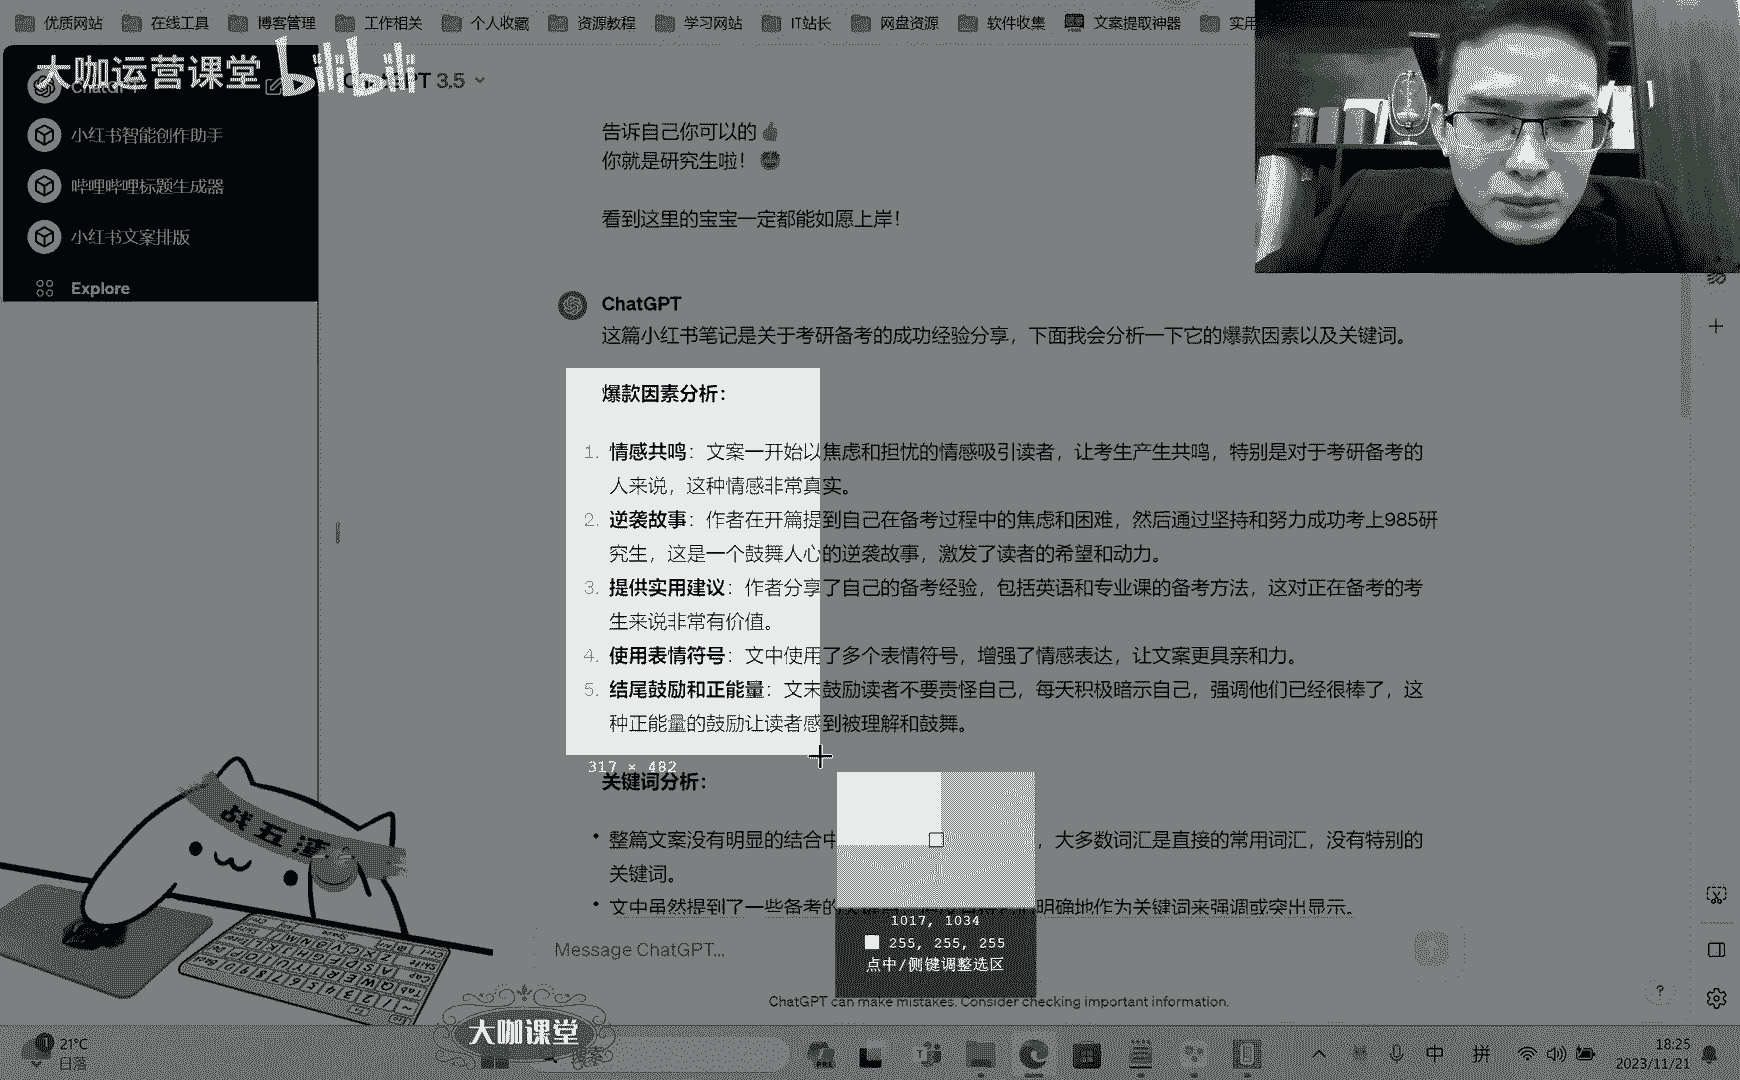 优质网站 在线工具 博客管理 工作相关 个人收藏 资源教程 学习网站 IT站长 网盘资源 软件收集 文案提取神器 实用
大咖运营课堂 bilibili
3.5
小红书智能创作助手
哔哩哔哩标题生成器
小红书文案排版
Explore
告诉自己你可以的👍
你就是研究生啦！
看到这里的宝宝一定都能如愿上岸！
ChatGPT
这篇小红书笔记是关于考研备考的成功经验分享，下面我会分析一下它的爆款因素以及关键词。
爆款因素分析：
1. 情感共鸣：文案一开始以焦虑和担忧的情感吸引读者，让考生产生共鸣，特别是对于考研备考的
人来说，这种情感非常真实。
2. 逆袭故事：作者在开篇提到自己在备考过程中的焦虑和困难，然后通过坚持和努力成功考上985研
究生，这是一个鼓舞人心的逆袭故事，激发了读者的希望和动力。
3. 提供实用建议：作者分享了自己的备考经验，包括英语和专业课的备考方法，这对正在备考的考
生来说非常有价值。
4. 使用表情符号：文中使用了多个表情符号，增强了情感表达，让文案更具亲和力。
5. 结尾鼓励和正能量：文末鼓励读者不要责怪自己，每天积极暗示自己，强调他们已经很棒了，这
种正能量的鼓励让读者感到被理解和鼓舞。
317 × 482
关键词分析：
• 整篇文案没有明显的结合中 ，大多数词汇是直接的常用词汇，没有特别的
关键词。
• 文中虽然提到了一些备考的 明确地作为关键词来强调或突出显示。
1017, 1034
255, 255, 255
点中/侧键调整选区
Message ChatGPT...
ChatGPT can make mistakes. Consider checking important information.
?
战五渣
大咖课堂
搜索
21°C
日落
中 拼
18:25
2023/11/21